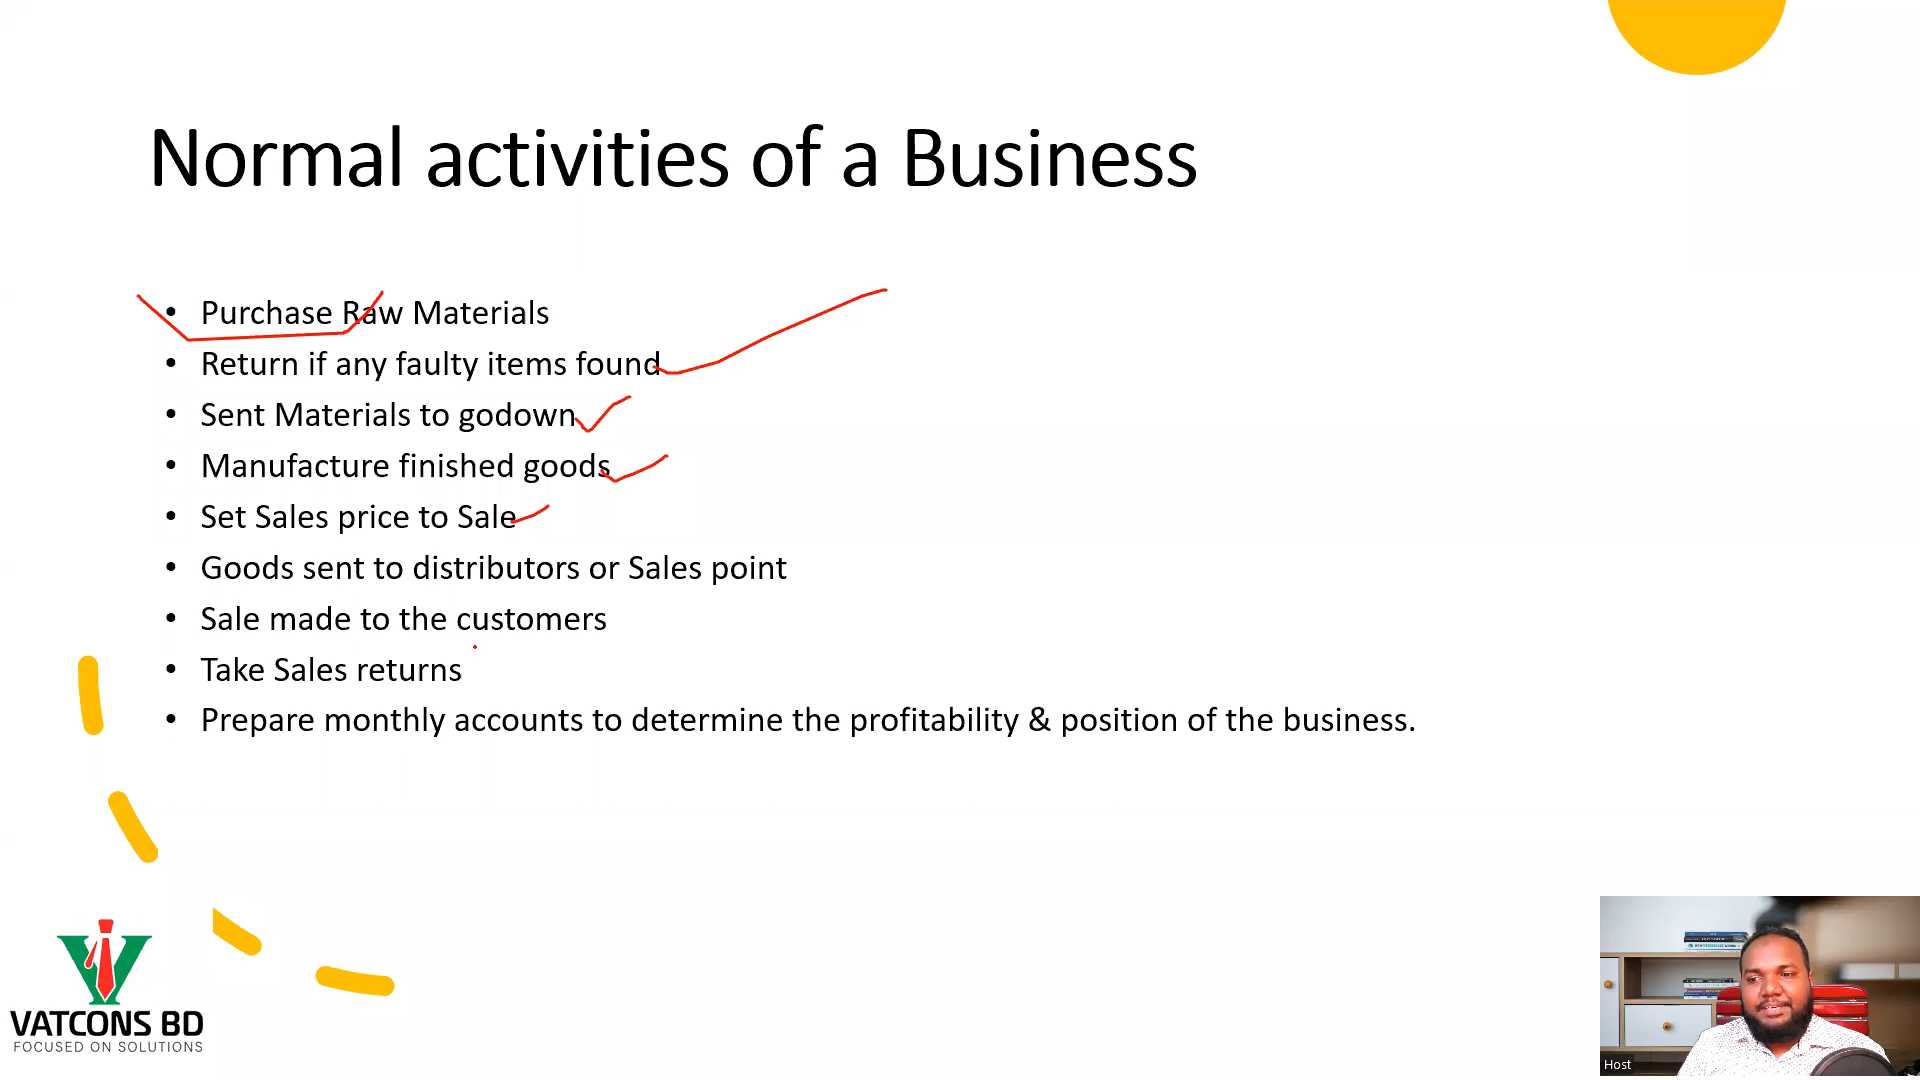 Normal activities of a Business
• Purchase Raw Materials
• Return if any faulty items found
• Sent Materials to godown
• Manufacture finished goods
• Set Sales price to Sale
• Goods sent to distributors or Sales point
• Sale made to the customers
• Take Sales returns
• Prepare monthly accounts to determine the profitability & position of the business.
VATCONS BD
FOCUSED ON SOLUTIONS
Host